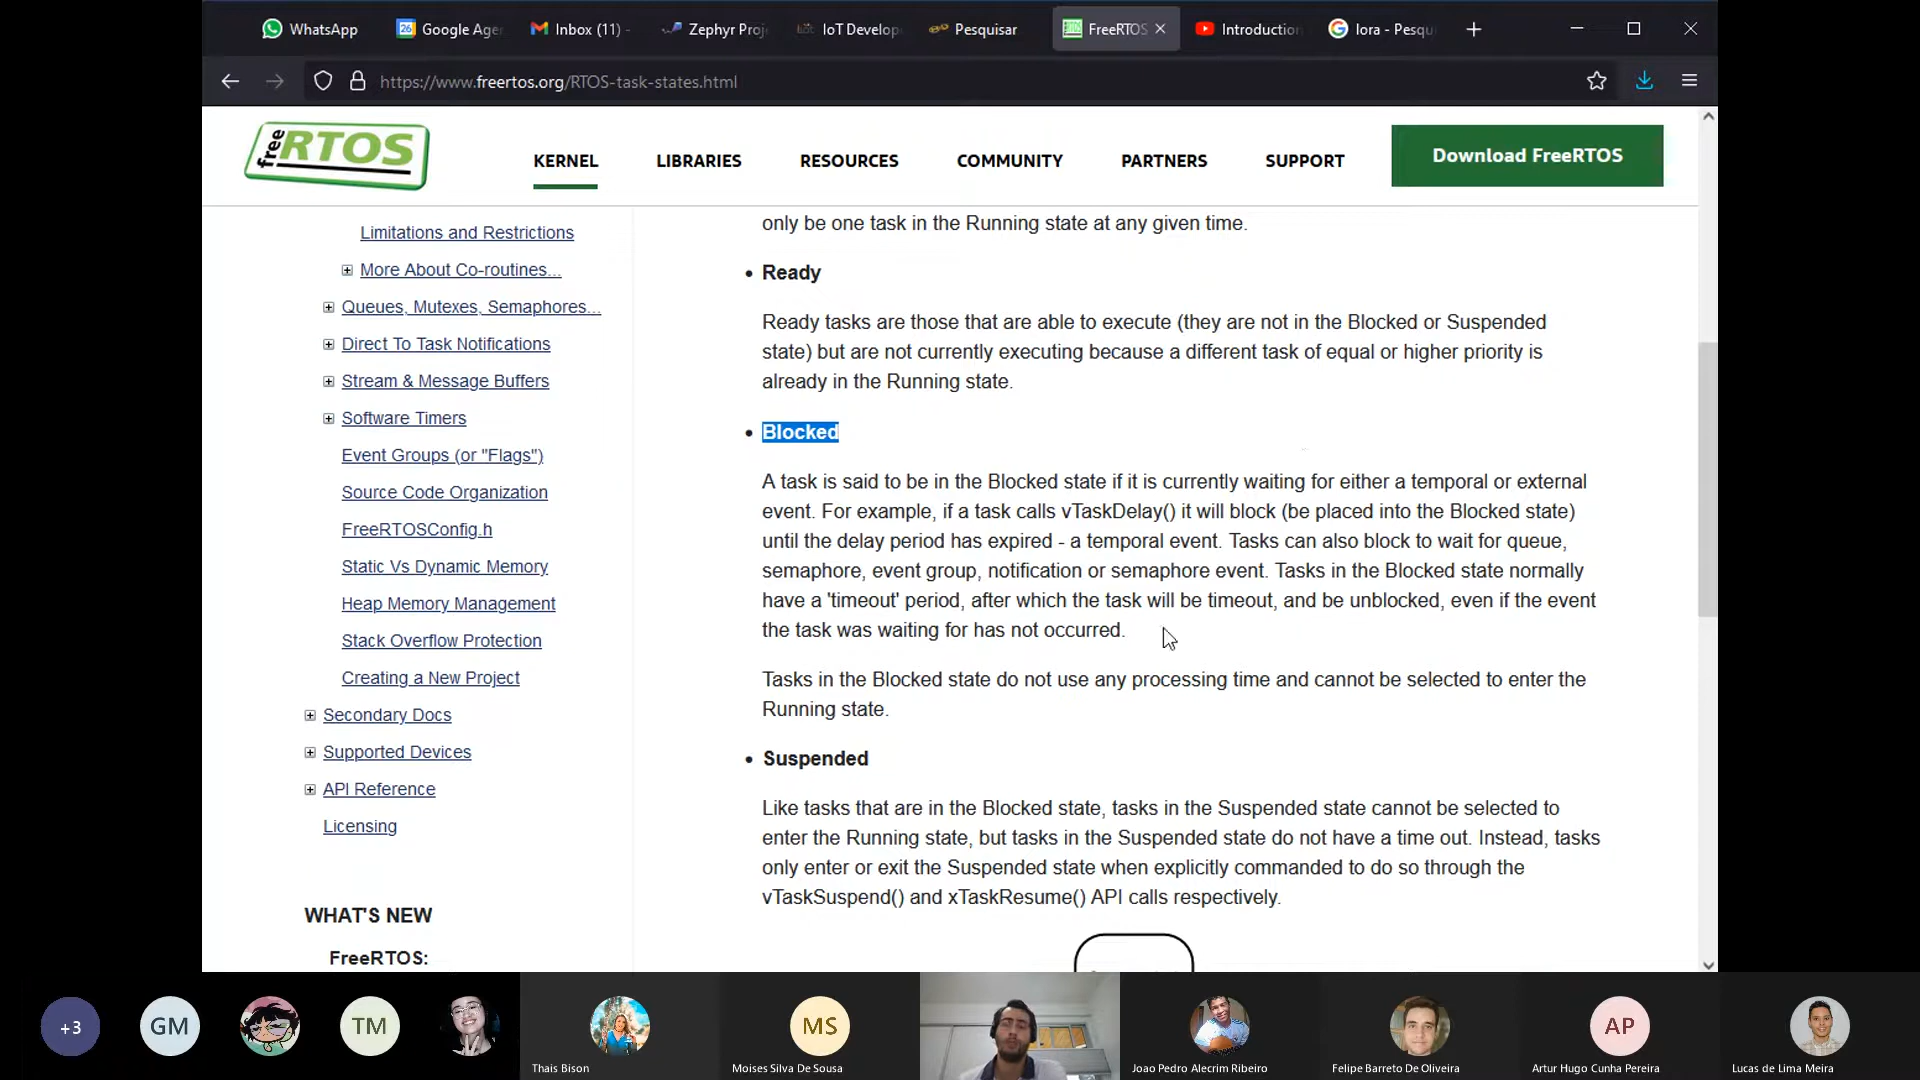 WhatsApp
26
Google Age
Inbox (11) -
Zephyr Proj
IoT Develop
Pesquisar
FreeRTOS
Introduction
lora - Pesqu
https://www.freertos.org/RTOS-task-states.html
free RTOS
KERNEL
LIBRARIES
RESOURCES
COMMUNITY
PARTNERS
SUPPORT
Download FreeRTOS
Limitations and Restrictions
More About Co-routines...
Queues, Mutexes, Semaphores...
Direct To Task Notifications
Stream & Message Buffers
Software Timers
Event Groups (or "Flags")
Source Code Organization
FreeRTOSConfig.h
Static Vs Dynamic Memory
Heap Memory Management
Stack Overflow Protection
Creating a New Project
Secondary Docs
Supported Devices
API Reference
Licensing
WHAT'S NEW
FreeRTOS:
only be one task in the Running state at any given time.
• Ready
Ready tasks are those that are able to execute (they are not in the Blocked or Suspended
state) but are not currently executing because a different task of equal or higher priority is
already in the Running state.
• Blocked
A task is said to be in the Blocked state if it is currently waiting for either a temporal or external
event. For example, if a task calls vTaskDelay() it will block (be placed into the Blocked state)
until the delay period has expired - a temporal event. Tasks can also block to wait for queue,
semaphore, event group, notification or semaphore event. Tasks in the Blocked state normally
have a 'timeout' period, after which the task will be timeout, and be unblocked, even if the event
the task was waiting for has not occurred.
Tasks in the Blocked state do not use any processing time and cannot be selected to enter the
Running state.
• Suspended
Like tasks that are in the Blocked state, tasks in the Suspended state cannot be selected to
enter the Running state, but tasks in the Suspended state do not have a time out. Instead, tasks
only enter or exit the Suspended state when explicitly commanded to do so through the
vTaskSuspend() and xTaskResume() API calls respectively.
+3
GM
TM
MS
AP
Thais Bison
Moises Silva De Sousa
Joao Pedro Alecrim Ribeiro
Felipe Barreto De Oliveira
Artur Hugo Cunha Pereira
Lucas de Lima Meira